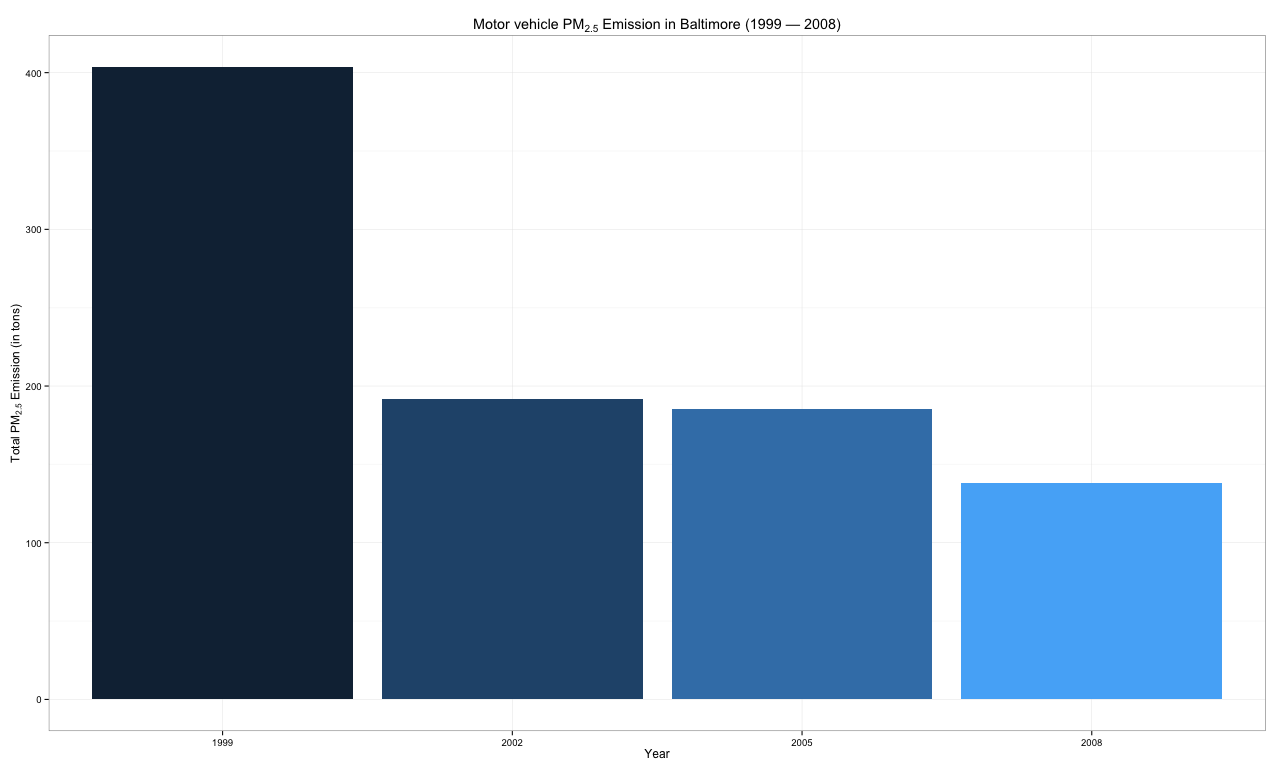 Motor vehicle PM2.5 Emission in Baltimore (1999 — 2008)
Total PM2.5 Emission (in tons)
400
300
200
100
0
1999 2002 2005 2008
Year